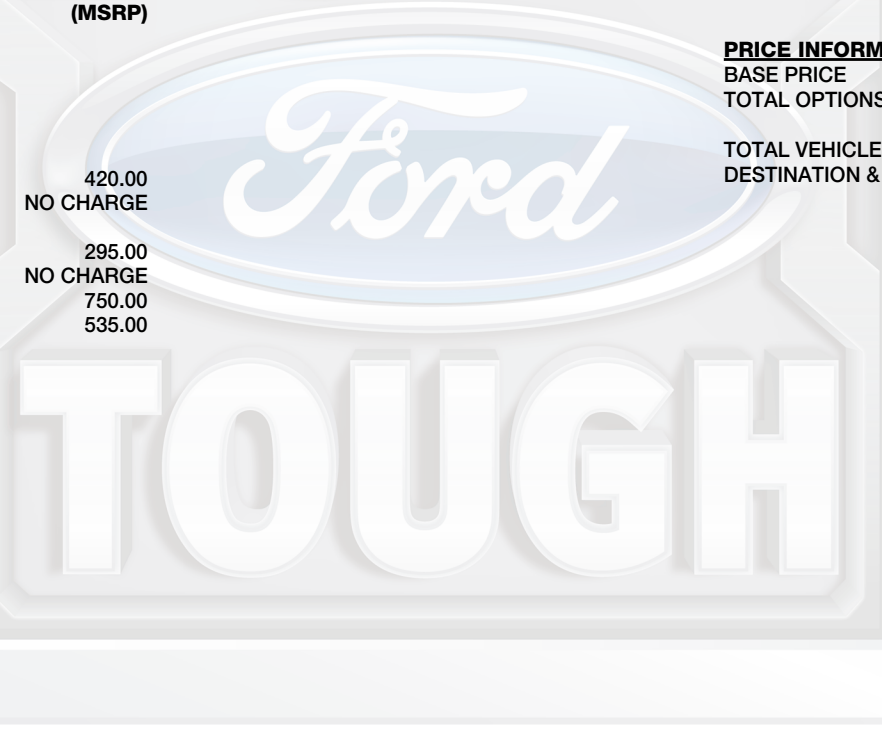 (MSRP)
420.00
NO CHARGE
295.00
NO CHARGE
750.00
535.00
PRICE INFORM
BASE PRICE
TOTAL OPTIONS
TOTAL VEHICLE
DESTINATION &
Ford
TOUGH